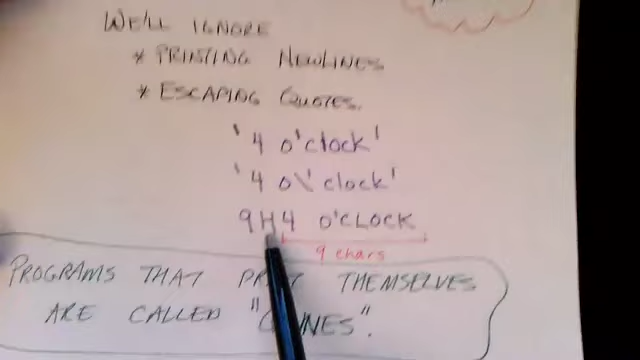 WE'LL IGNORE
* PRINTING NEWLINES
* ESCAPING QUOTES.
'4 o'clock'
'4 o\'clock'
9H4 O'CLOCK
9 chars
PROGRAMS THAT THEMSELVES
ARE CALLED